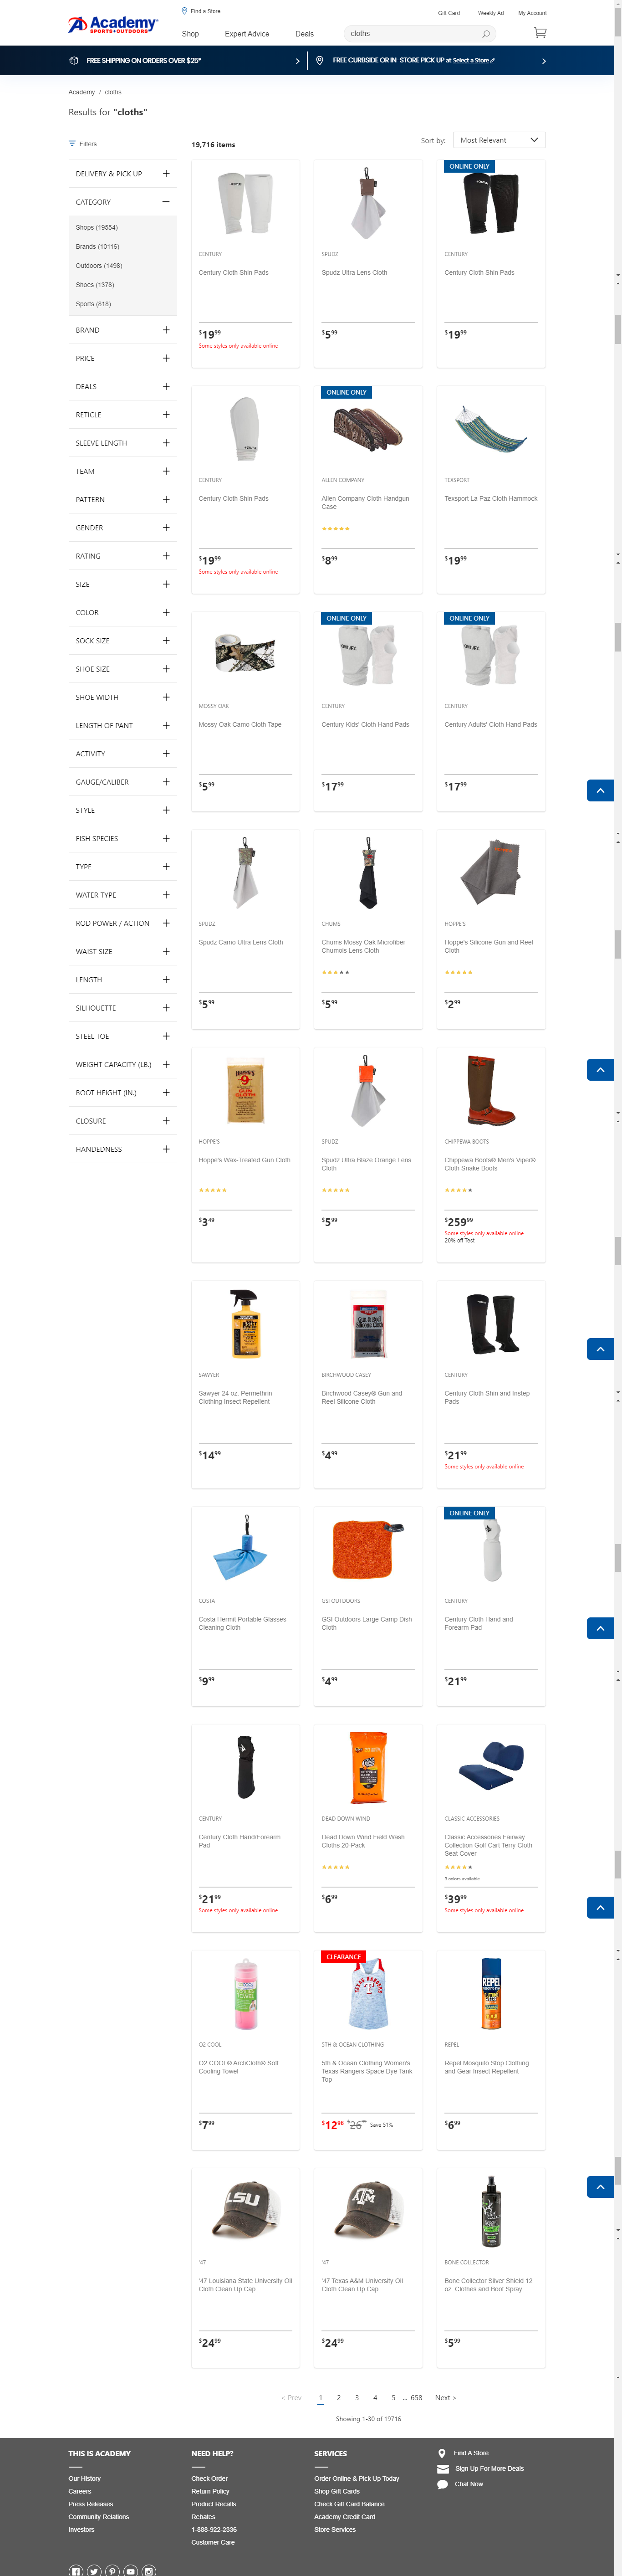 Find a Store
Gift Card
Weekly Ad
My Account
Academy
SPORTS+OUTDOORS
Shop
Expert Advice
Deals
cloths
FREE SHIPPING ON ORDERS OVER $25*
FREE CURBSIDE OR IN-STORE PICK UP at Select a Store
Academy / cloths
Results for "cloths"
Filters
19,716 items
Sort by:
Most Relevant
DELIVERY & PICK UP
CATEGORY
Shops (19554)
Brands (10116)
Outdoors (1498)
Shoes (1378)
Sports (818)
BRAND
PRICE
DEALS
RETICLE
SLEEVE LENGTH
TEAM
PATTERN
GENDER
RATING
SIZE
COLOR
SOCK SIZE
SHOE SIZE
SHOE WIDTH
LENGTH OF PANT
ACTIVITY
GAUGE/CALIBER
STYLE
FISH SPECIES
TYPE
WATER TYPE
ROD POWER / ACTION
WAIST SIZE
LENGTH
SILHOUETTE
STEEL TOE
WEIGHT CAPACITY (LB.)
BOOT HEIGHT (IN.)
CLOSURE
HANDEDNESS
CENTURY
Century Cloth Shin Pads
$19.99
Some styles only available online
SPUDZ
Spudz Ultra Lens Cloth
$5.99
ONLINE ONLY
CENTURY
Century Cloth Shin Pads
$19.99
CENTURY
Century Cloth Shin Pads
$19.99
Some styles only available online
ONLINE ONLY
ALLEN COMPANY
Allen Company Cloth Handgun
Case
$8.99
TEXSPORT
Texsport La Paz Cloth Hammock
$19.99
MOSSY OAK
Mossy Oak Camo Cloth Tape
$5.99
ONLINE ONLY
CENTURY
Century Kids' Cloth Hand Pads
$17.99
ONLINE ONLY
CENTURY
Century Adults' Cloth Hand Pads
$17.99
SPUDZ
Spudz Camo Ultra Lens Cloth
$5.99
CHUMS
Chums Mossy Oak Microfiber
Chumois Lens Cloth
$5.99
HOPPE'S
Hoppe's Silicone Gun and Reel
Cloth
$2.99
HOPPE'S
9
GUN
CLOTH
HOPPE'S
Hoppe's Wax-Treated Gun Cloth
$3.49
SPUDZ
Spudz Ultra Blaze Orange Lens
Cloth
$5.99
CHIPPEWA BOOTS
Chippewa Boots® Men's Viper®
Cloth Snake Boots
$259.99
Some styles only available online
20% off Test
SAWYER
Sawyer 24 oz. Permethrin
Clothing Insect Repellent
$14.99
Gun & Reel
Silicone Cloth
BIRCHWOOD CASEY
Birchwood Casey® Gun and
Reel Silicone Cloth
$4.99
CENTURY
Century Cloth Shin and Instep
Pads
$21.99
Some styles only available online
COSTA
Costa Hermit Portable Glasses
Cleaning Cloth
$9.99
GSI OUTDOORS
GSI Outdoors Large Camp Dish
Cloth
$4.99
ONLINE ONLY
CENTURY
Century Cloth Hand and
Forearm Pad
$21.99
CENTURY
Century Cloth Hand/Forearm
Pad
$21.99
Some styles only available online
DEAD DOWN WIND
Dead Down Wind Field Wash
Cloths 20-Pack
$6.99
CLASSIC ACCESSORIES
Classic Accessories Fairway
Collection Golf Cart Terry Cloth
Seat Cover
3 colors available
$39.99
Some styles only available online
O2 COOL
O2 COOL® ArctiCloth® Soft
Cooling Towel
$7.99
CLEARANCE
TEXAS RANGERS
T
5TH & OCEAN CLOTHING
5th & Ocean Clothing Women's
Texas Rangers Space Dye Tank
Top
$12.98 $26.99 Save 51%
REPEL
REPEL
Repel Mosquito Stop Clothing
and Gear Insect Repellent
$6.99
LSU
'47
'47 Louisiana State University Oil
Cloth Clean Up Cap
$24.99
ATM
'47
'47 Texas A&M University Oil
Cloth Clean Up Cap
$24.99
BONE COLLECTOR
Bone Collector Silver Shield 12
oz. Clothes and Boot Spray
$5.99
< Prev 1 2 3 4 5 ... 658 Next >
Showing 1-30 of 19716
THIS IS ACADEMY
Our History
Careers
Press Releases
Community Relations
Investors
NEED HELP?
Check Order
Return Policy
Product Recalls
Rebates
1-888-922-2336
Customer Care
SERVICES
Order Online & Pick Up Today
Shop Gift Cards
Check Gift Card Balance
Academy Credit Card
Store Services
Find A Store
Sign Up For More Deals
Chat Now